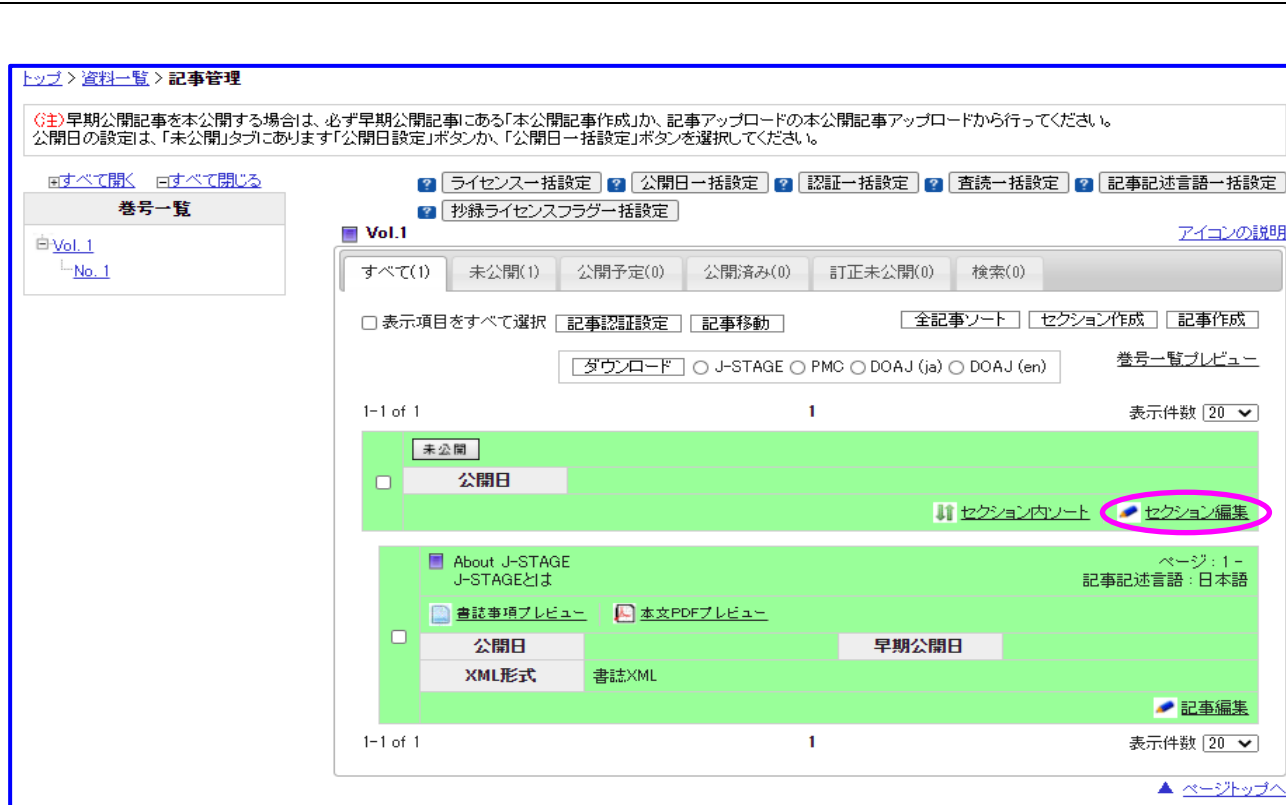 トップ > 資料一覧 > 記事管理
(注)早期公開記事を本公開する場合は、必ず早期公開記事にある「本公開記事作成」か、記事アップロードの本公開記事アップロードから行ってください。
公開日の設定は、「未公開」タブにあります「公開日設定」ボタンか、「公開日一括設定」ボタンを選択してください。
すべて開く すべて閉じる
巻号一覧
Vol. 1
No. 1
? ライセンス一括設定 ? 公開日一括設定 ? 認証一括設定 ? 査読一括設定 ? 記事記述言語一括設定
? 抄録ライセンスフラグ一括設定
Vol.1 アイコンの説明
すべて(1) 未公開(1) 公開予定(0) 公開済み(0) 訂正未公開(0) 検索(0)
表示項目をすべて選択 記事認証設定 記事移動 全記事ソート セクション作成 記事作成
ダウンロード J-STAGE PMC DOAJ (ja) DOAJ (en) 巻号一覧プレビュー
1-1 of 1 1 表示件数 20
未公開
公開日
セクション内ソート セクション編集
About J-STAGE ページ : 1 -
J-STAGEとは 記事記述言語 : 日本語
書誌事項プレビュー 本文PDFプレビュー
公開日 早期公開日
XML形式 書誌XML
記事編集
1-1 of 1 1 表示件数 20
▲ ページトップへ